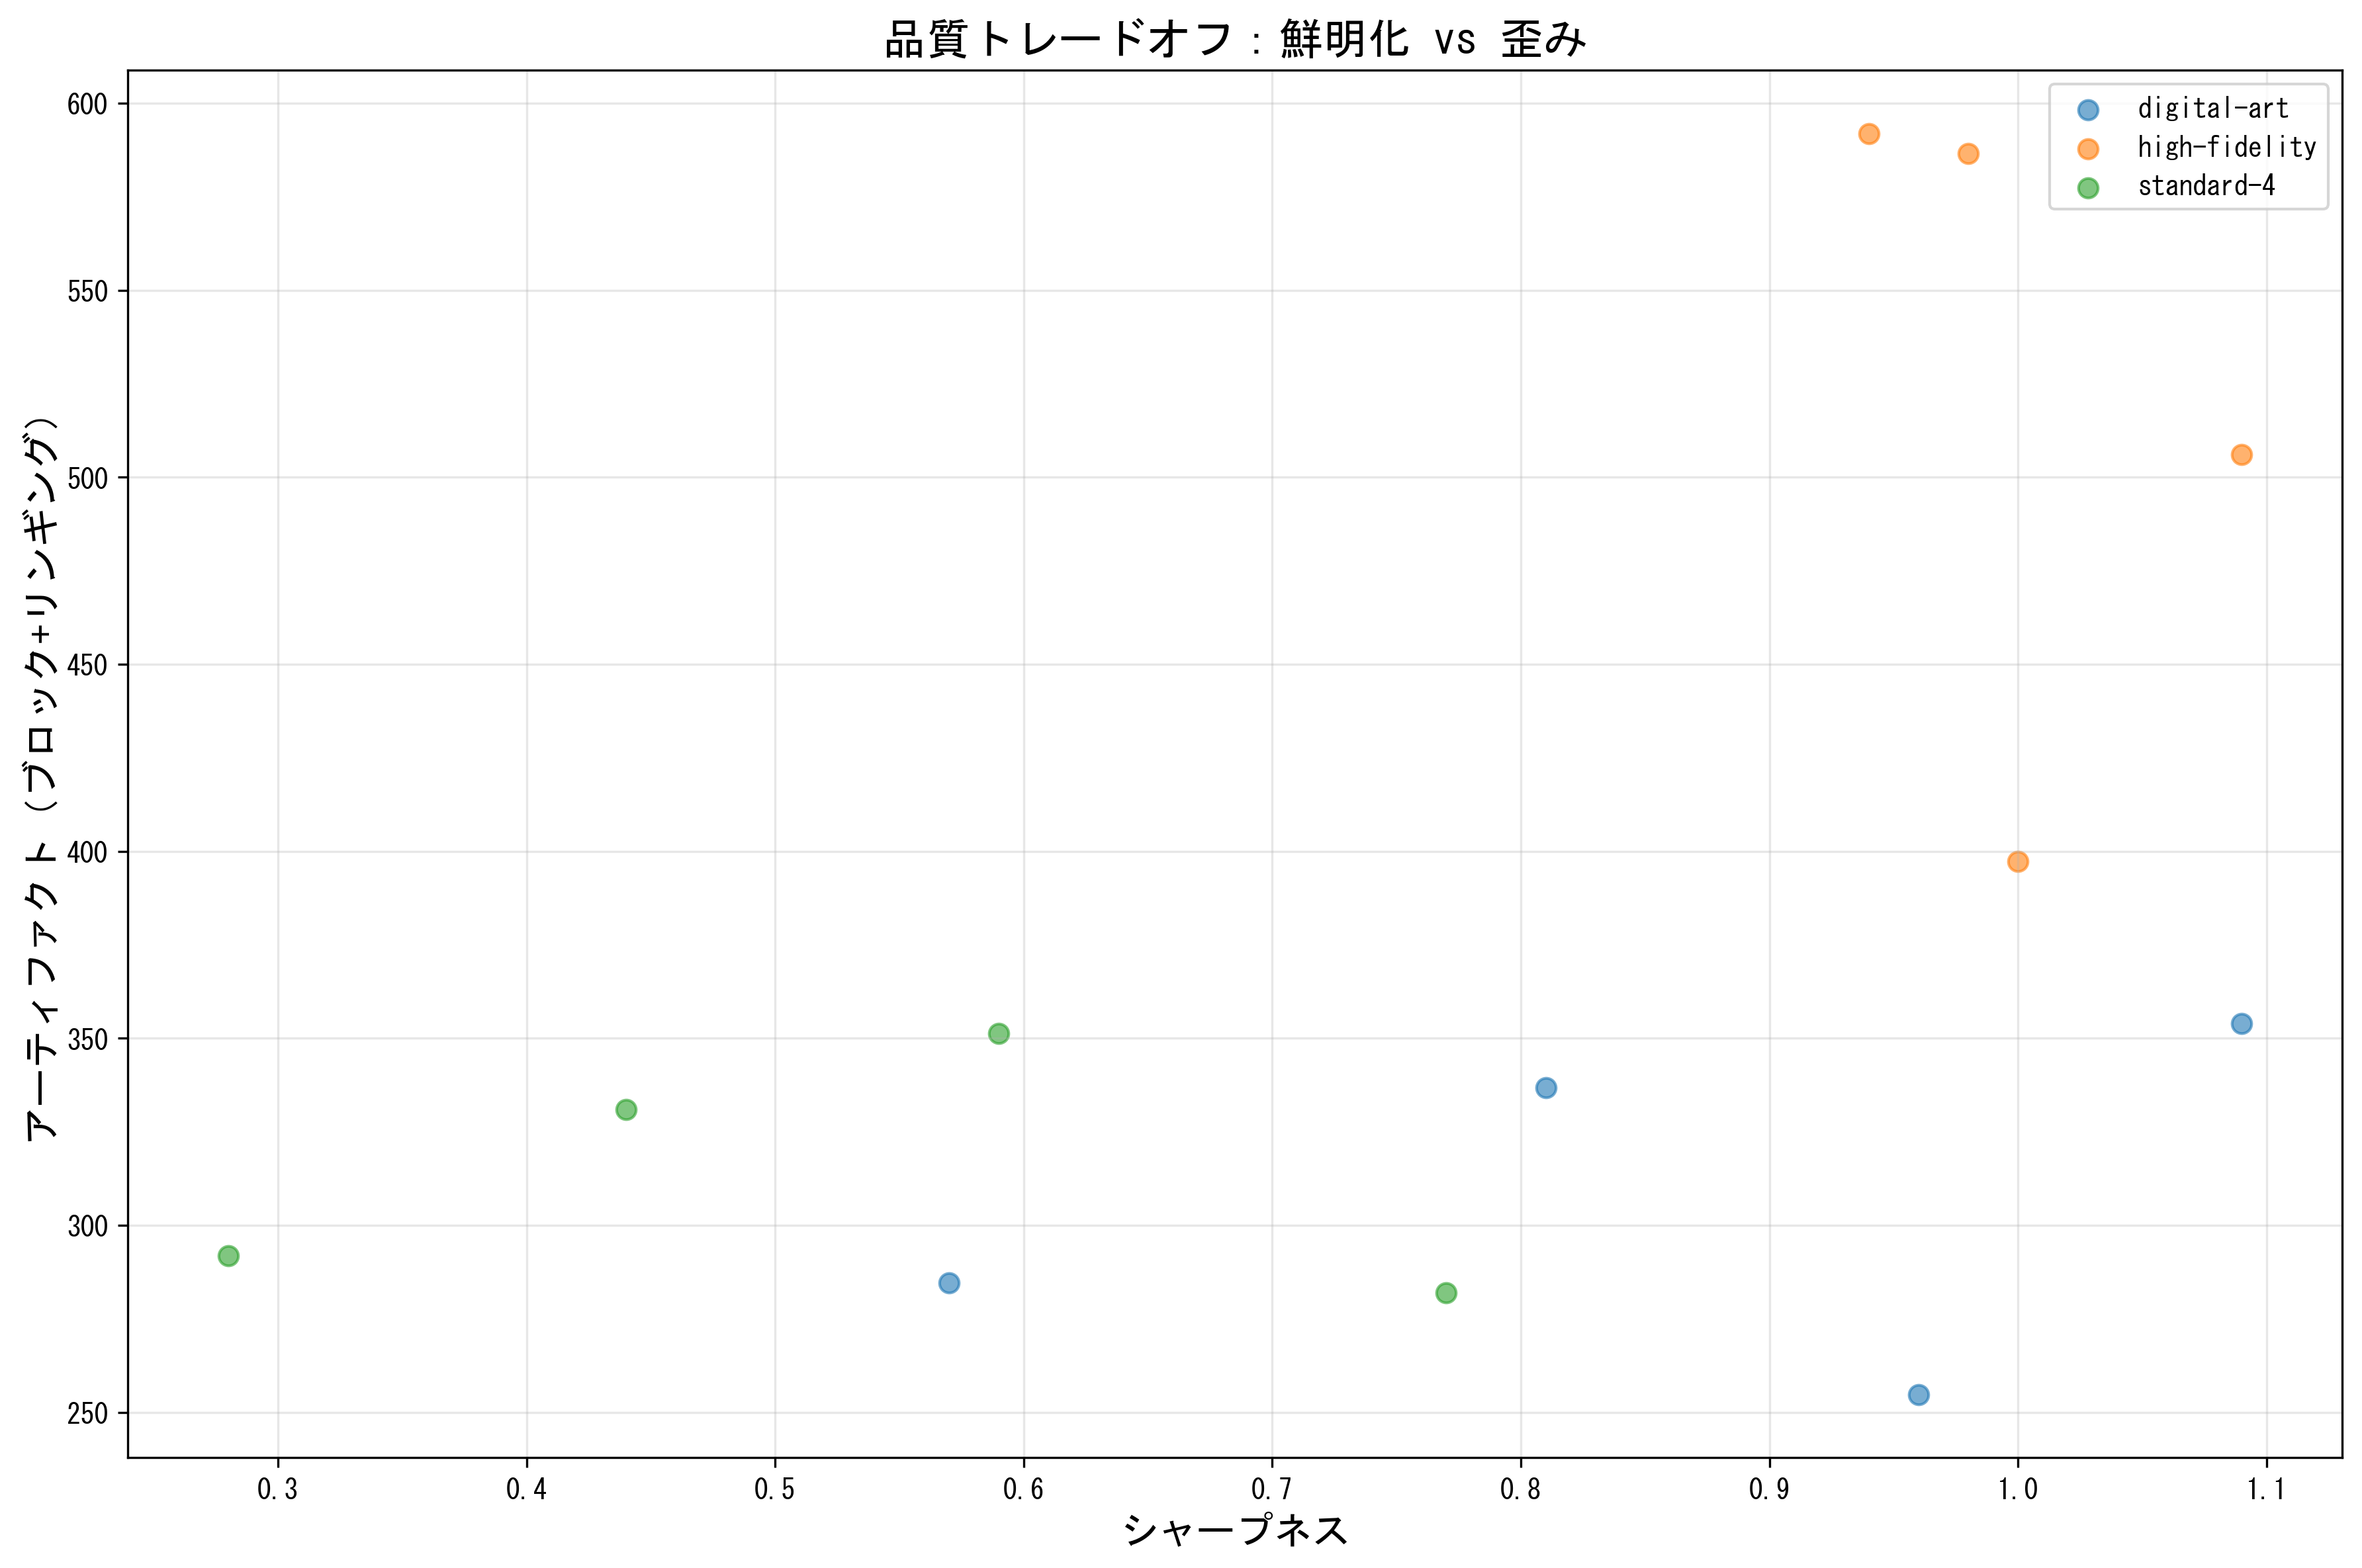 品質トレードオフ：鮮明化 vs 歪み
digital-art
high-fidelity
standard-4
アーティファクト（ブロック+リンギング）
600
550
500
450
400
350
300
250
0.3 0.4 0.5 0.6 0.7 0.8 0.9 1.0 1.1
シャープネス